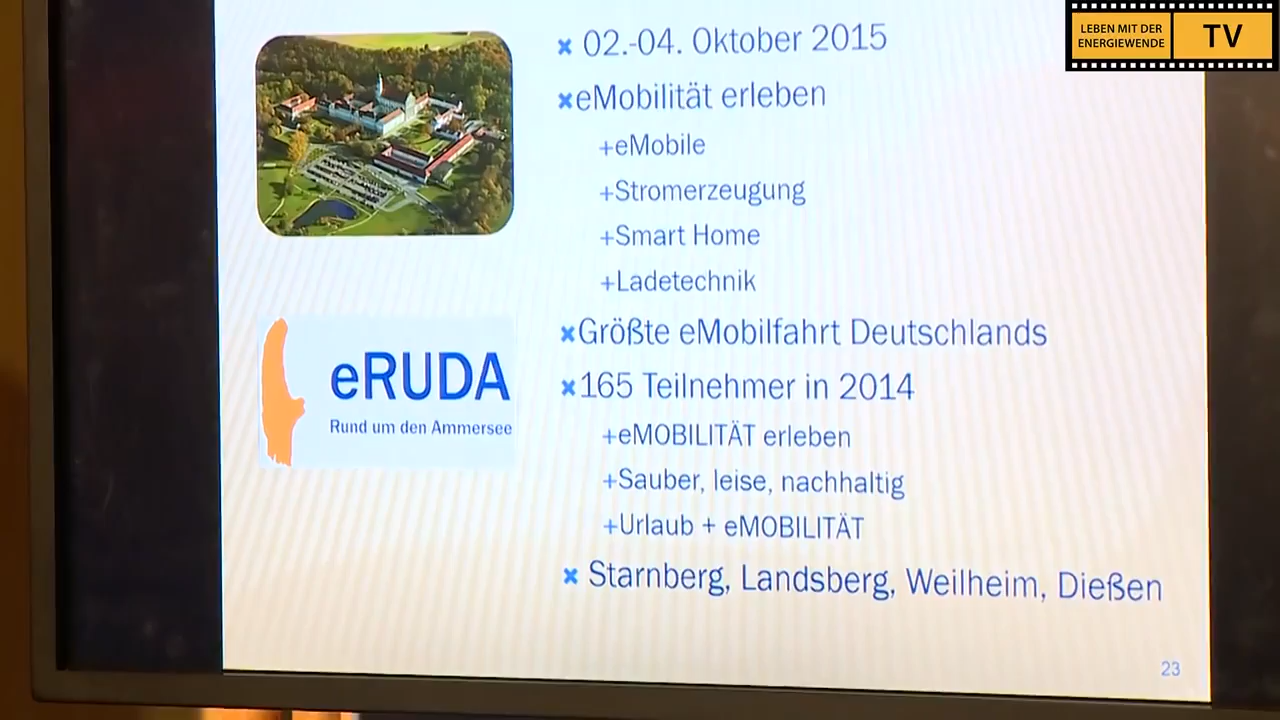 LEBEN MIT DER
ENERGIEWENDE
TV
02.-04. Oktober 2015
eMobilität erleben
+eMobile
+Stromerzeugung
+Smart Home
+Ladetechnik
Größte eMobilfahrt Deutschlands
165 Teilnehmer in 2014
+eMOBILITÄT erleben
+Sauber, leise, nachhaltig
+Urlaub + eMOBILITÄT
Starnberg, Landsberg, Weilheim, Dießen
eRUDA
Rund um den Ammersee
23